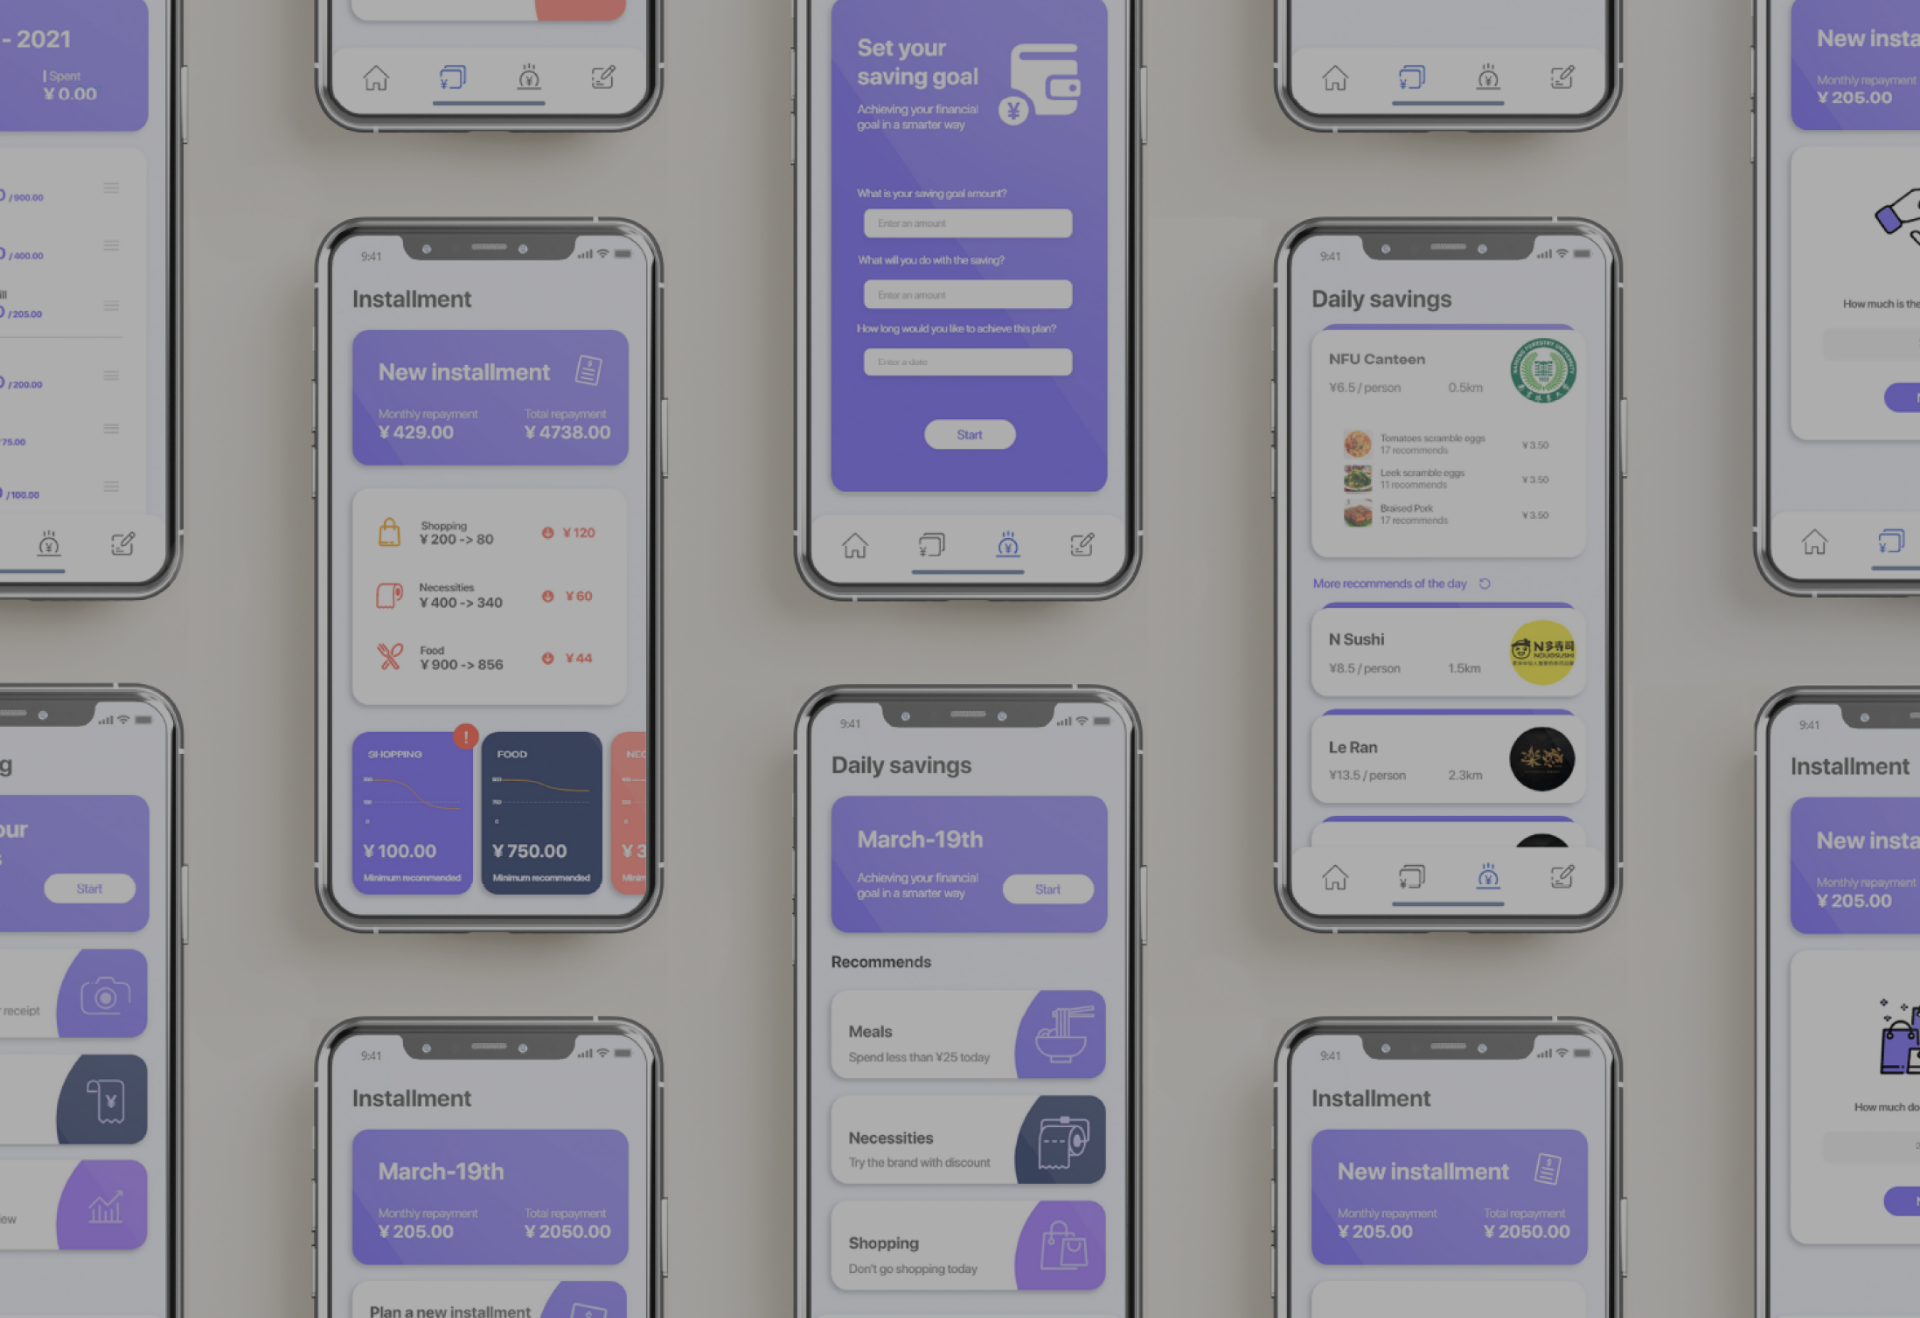 - 2021
Spent
¥ 0.00
/ 900.00
/ 400.00
/ 205.00
/ 200.00
/ 75.00
/ 100.00
Start
receipt
9:41
Installment
New installment
Monthly repayment
Total repayment
¥ 429.00
¥ 4738.00
Shopping
¥ 200 -> 80
¥ 120
Necessities
¥ 400 -> 340
¥ 60
Food
¥ 900 -> 856
¥ 44
SHOPPING
!
¥ 100.00
Minimum recommended
FOOD
¥ 750.00
Minimum recommended
9:41
Installment
March-19th
Monthly repayment
Total repayment
¥ 205.00
¥ 2050.00
Plan a new installment
Set your
saving goal
Achieving your financial
goal in a smarter way
What is your saving goal amount?
Enter an amount
What will you do with the saving?
Enter an amount
How long would you like to achieve this plan?
Enter a date
Start
9:41
Daily savings
March-19th
Achieving your financial
goal in a smarter way
Start
Recommends
Meals
Spend less than ¥25 today
Necessities
Try the brand with discount
Shopping
Don't go shopping today
9:41
Daily savings
NFU Canteen
¥6.5 / person
0.5km
Tomatoes scramble eggs
17 recommends
¥ 3.50
Leek scramble eggs
11 recommends
¥ 3.50
Braised Pork
17 recommends
¥ 3.50
More recommends of the day
N Sushi
¥8.5 / person
1.5km
N多寿司
Le Ran
¥13.5 / person
2.3km
9:41
Installment
New installment
Monthly repayment
Total repayment
¥ 205.00
¥ 2050.00
New insta
Monthly repayment
¥ 205.00
How much is the
9:41
Installment
New insta
Monthly repayment
¥ 205.00
How much do